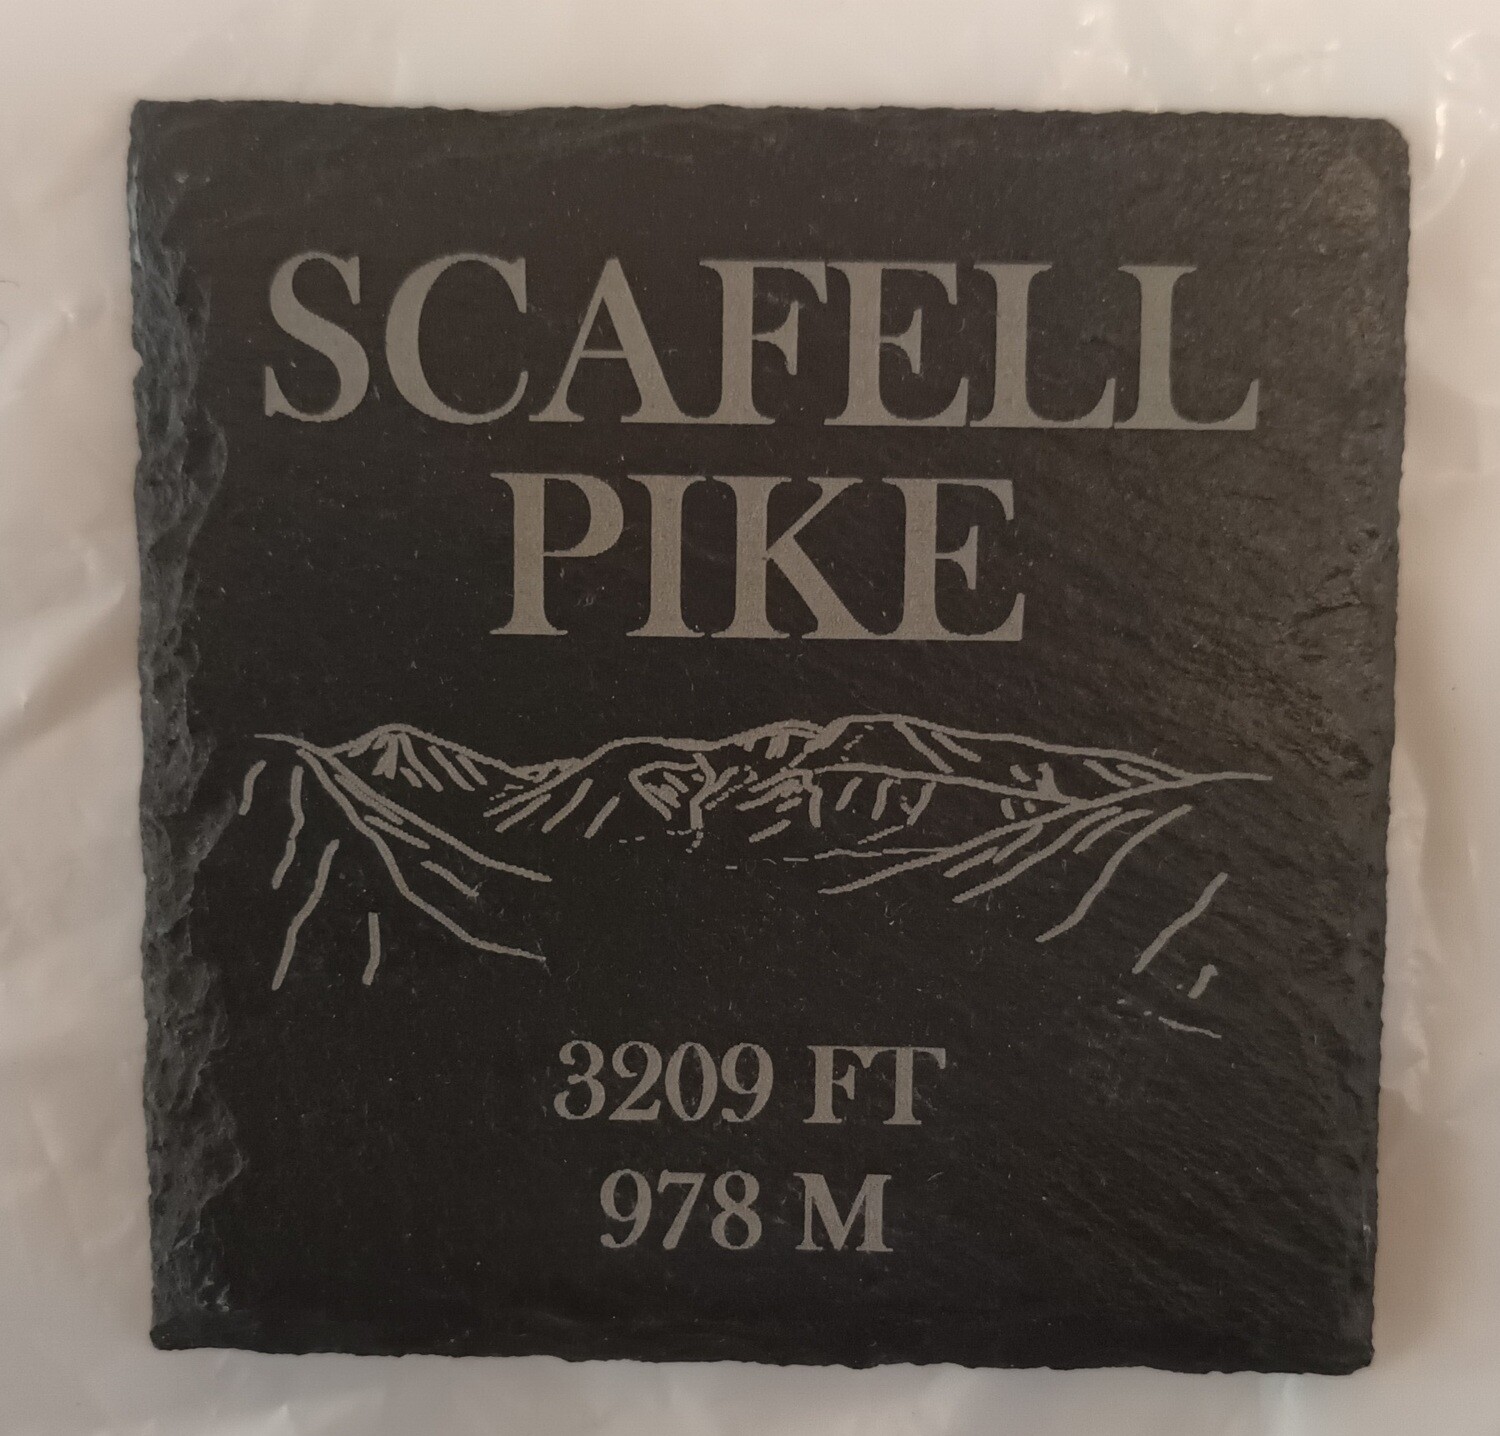 SCAFELL
PIKE
3209 FT
978 M